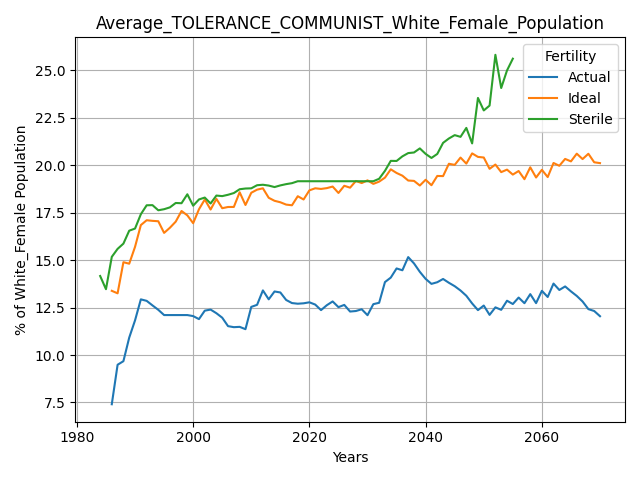 Average_TOLERANCE_COMMUNIST_White_Female_Population
% of White_Female Population
25.0
22.5
20.0
17.5
15.0
12.5
10.0
7.5
Fertility
Actual
Ideal
Sterile
1980
2000
2020
2040
2060
Years